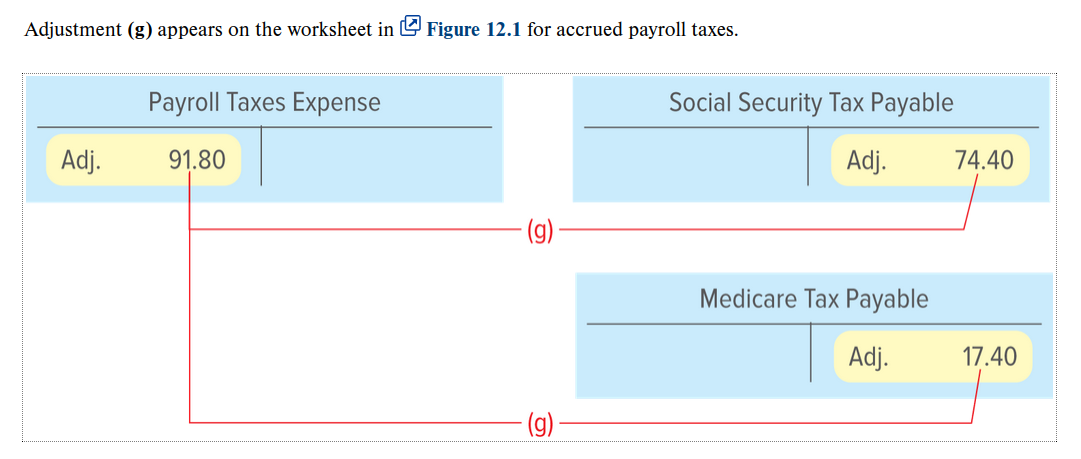 Adjustment (g) appears on the worksheet in Figure 12.1 for accrued payroll taxes.
Payroll Taxes Expense
Adj. 91.80
Social Security Tax Payable
Adj. 74.40
(g)
Medicare Tax Payable
Adj. 17.40
(g)